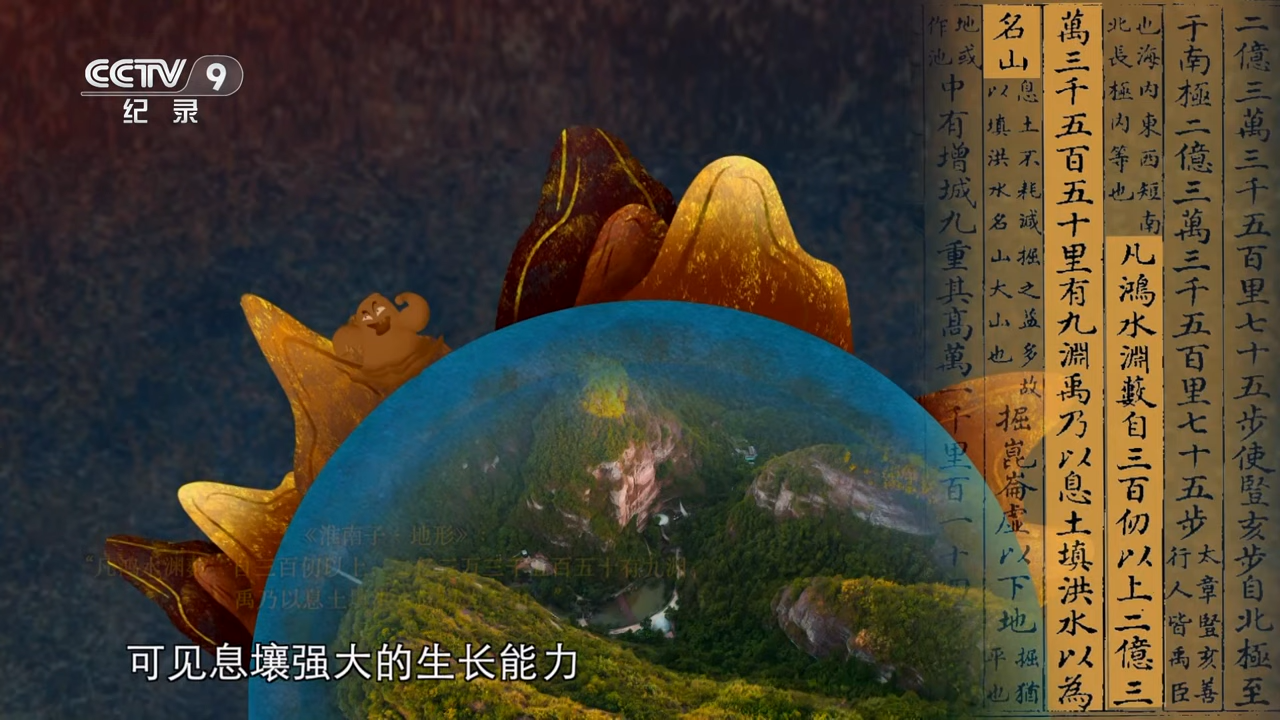 CCTV 9
纪录
二億三萬三千五百里七十五步使豎亥步自北極至
于南極二億三萬三千五百里七十五步
太章豎亥善
行人皆禹臣
也海内東西短南
北長極内等也
凡鴻水淵藪自三百仞以上二億三
萬三千五百五十里有九淵禹乃以息土填洪水以為
名山
息土不耗減掘之益多故
以填洪水名山大山也
掘崑崙虛以下地
掘猶
平也
地或
作池
中有增城九重其高萬一千里百一十四
《淮南子·地形》
可见息壤强大的生长能力